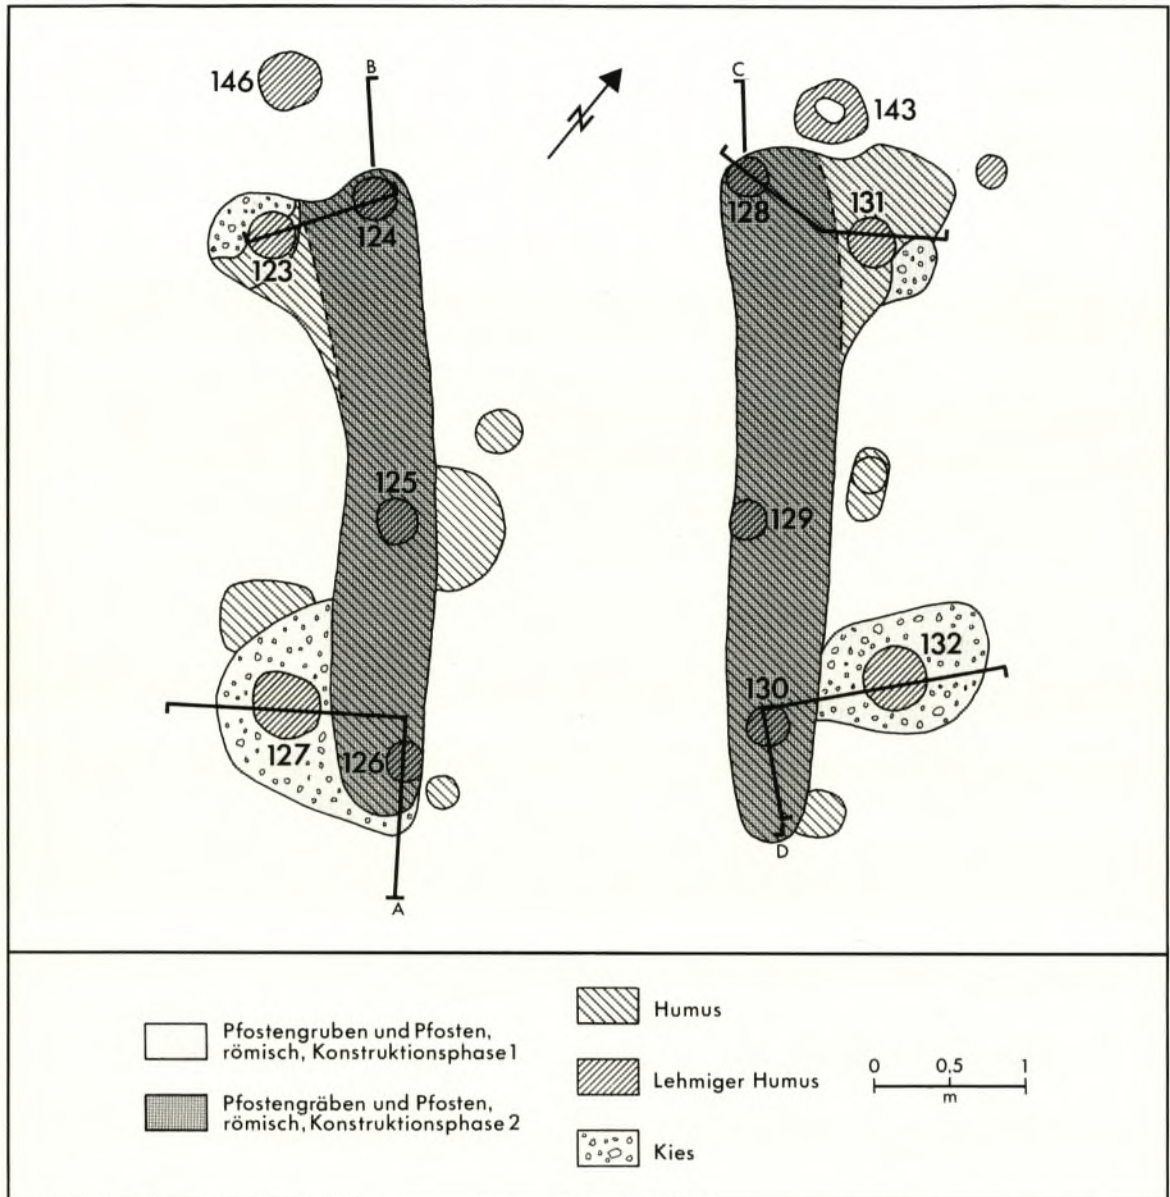 B
C
146
N
143
124
128
131
123
125
129
132
130
127
126
D
A
Pfostengruben und Pfosten,
römisch, Konstruktionsphase 1
Pfostengräben und Pfosten,
römisch, Konstruktionsphase 2
Humus
Lehmiger Humus
Kies
0 0,5 1
m